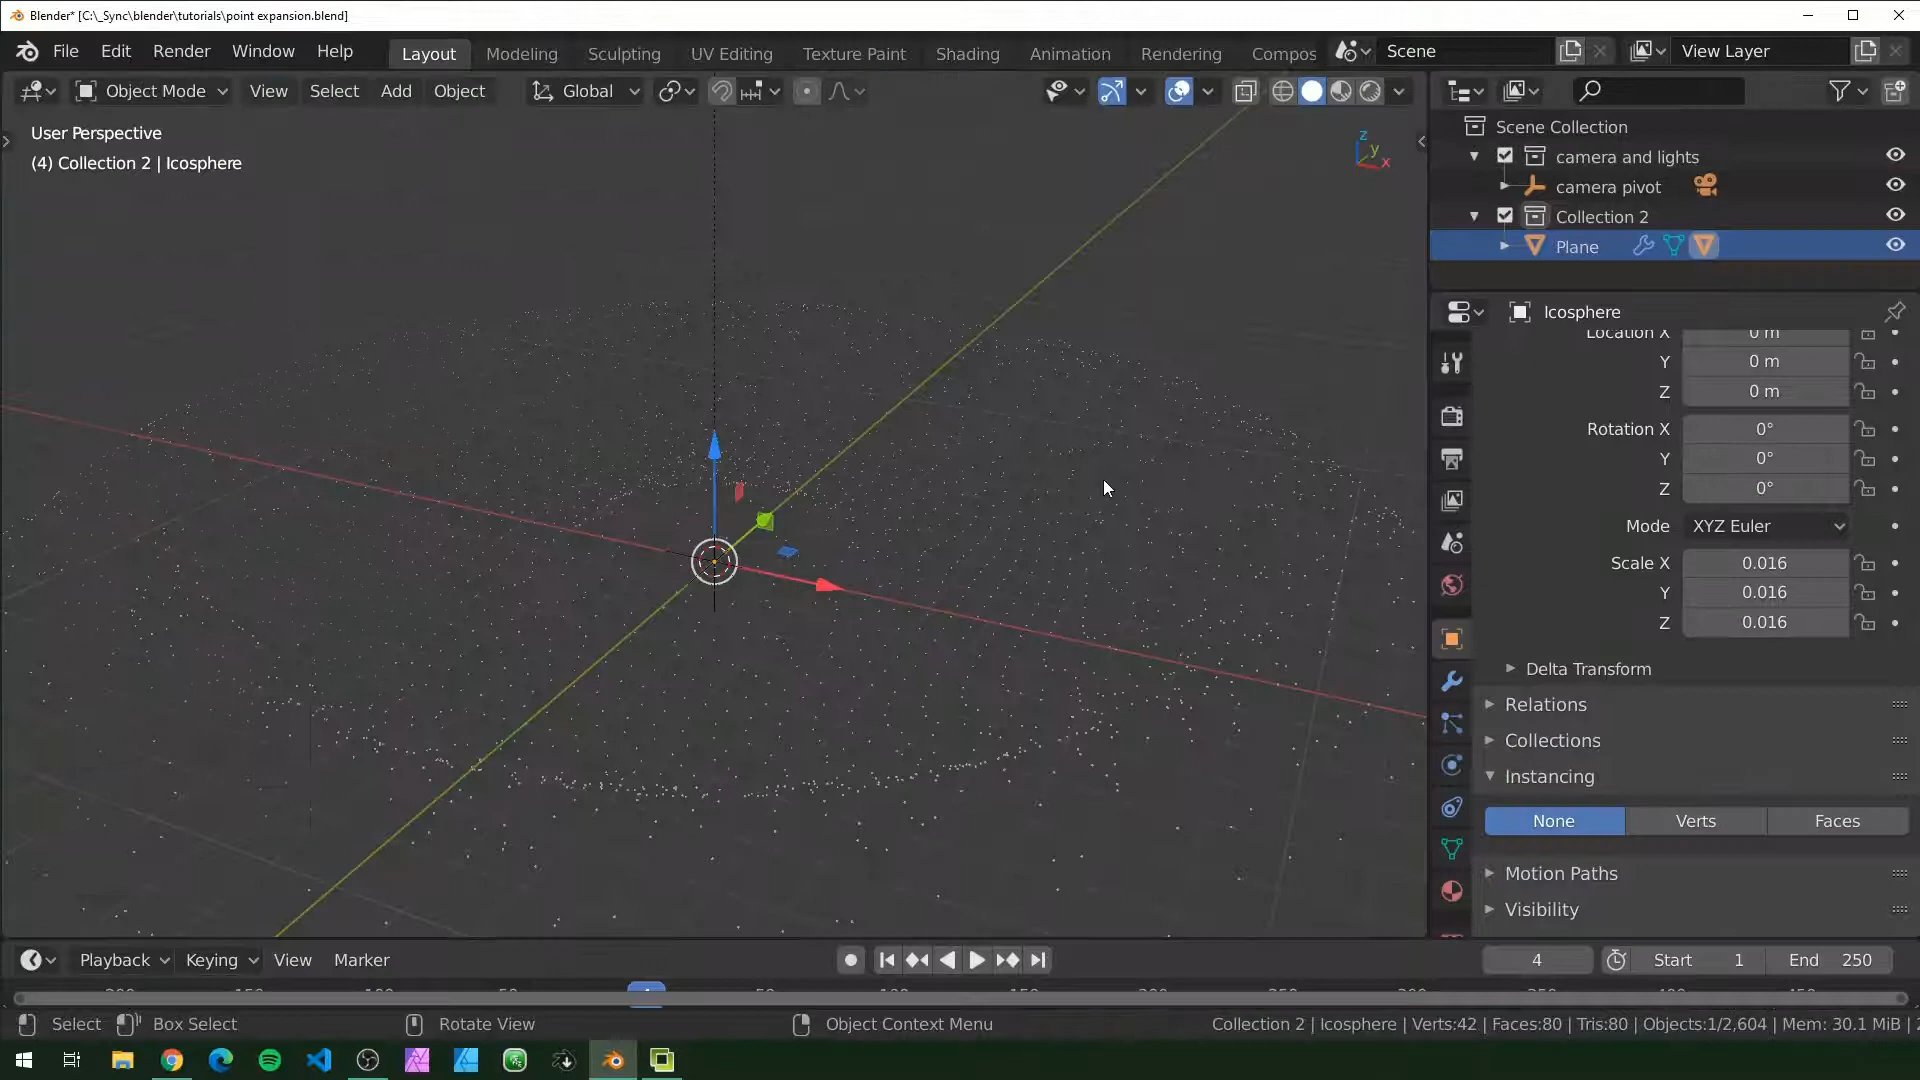 Blender* [C:\_Sync\blender\tutorials\point expansion.blend]
File Edit Render Window Help Layout Modeling Sculpting UV Editing Texture Paint Shading Animation Rendering Compos Scene View Layer
Object Mode View Select Add Object Global
User Perspective
(4) Collection 2 | Icosphere
z
y
x
Scene Collection
camera and lights
camera pivot
Collection 2
Plane
Icosphere
Location X 0 m
Y 0 m
Z 0 m
Rotation X 0°
Y 0°
Z 0°
Mode XYZ Euler
Scale X 0.016
Y 0.016
Z 0.016
Delta Transform
Relations
Collections
Instancing
None Verts Faces
Motion Paths
Visibility
Playback Keying View Marker 4 Start 1 End 250
Select Box Select Rotate View Object Context Menu Collection 2 | Icosphere | Verts:42 | Faces:80 | Tris:80 | Objects:1/2,604 | Mem: 30.1 MiB |